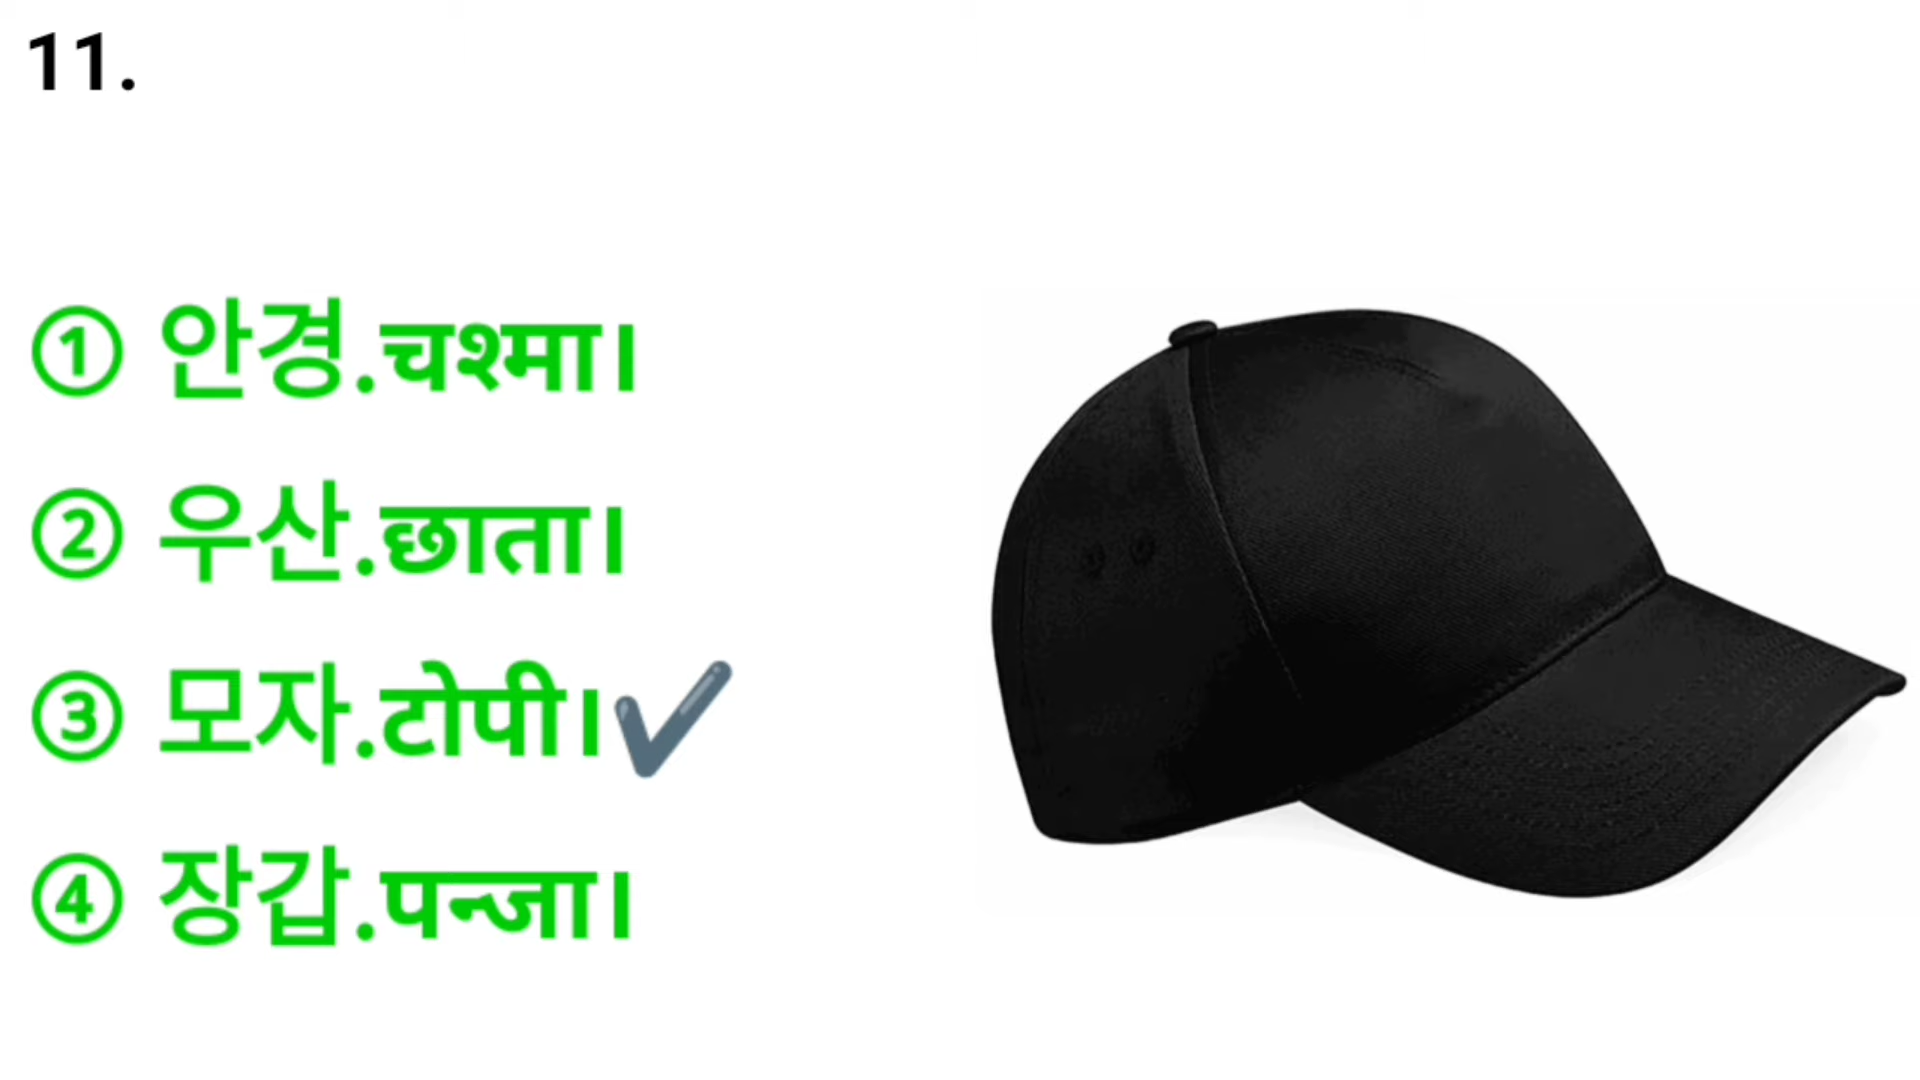 11.
① 안경.चश्मा।
② 우산.छाता।
③ 모자.टोपी।✔
④ 장갑.पन्जा।